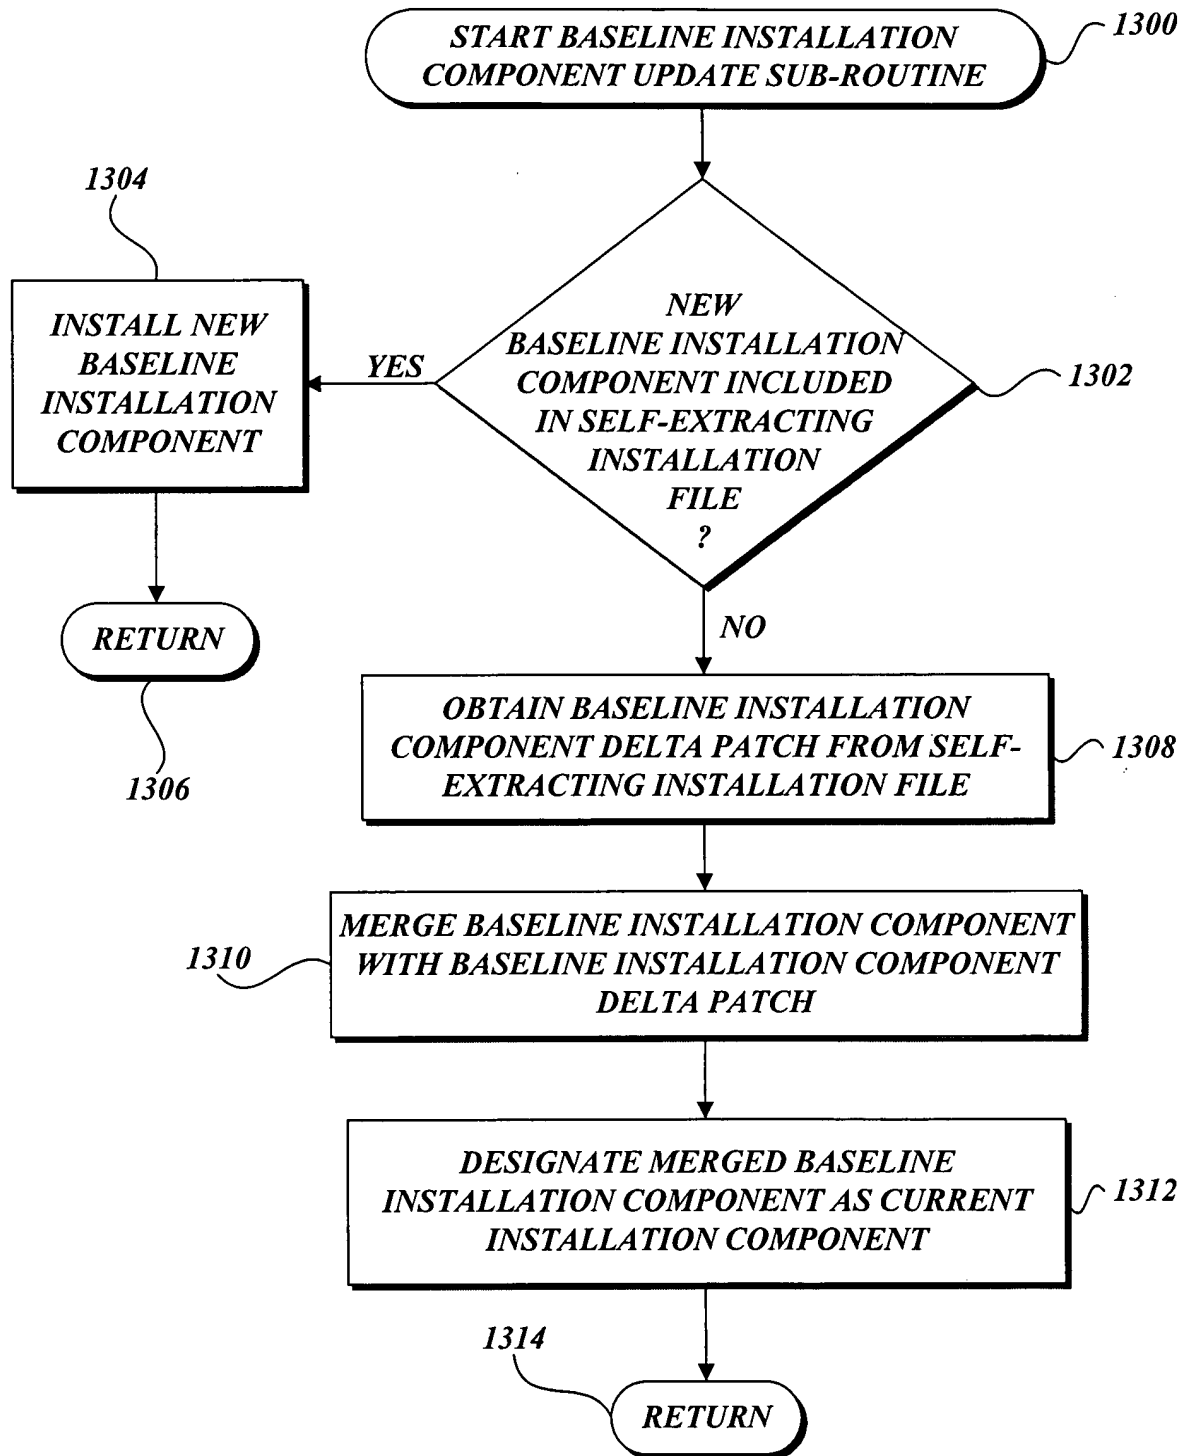 START BASELINE INSTALLATION
COMPONENT UPDATE SUB-ROUTINE
1300
1304
INSTALL NEW
BASELINE
INSTALLATION
COMPONENT
YES
NEW
BASELINE INSTALLATION
COMPONENT INCLUDED
IN SELF-EXTRACTING
INSTALLATION
FILE
?
1302
RETURN
1306
NO
OBTAIN BASELINE INSTALLATION
COMPONENT DELTA PATCH FROM SELF-
EXTRACTING INSTALLATION FILE
1308
MERGE BASELINE INSTALLATION COMPONENT
WITH BASELINE INSTALLATION COMPONENT
DELTA PATCH
1310
DESIGNATE MERGED BASELINE
INSTALLATION COMPONENT AS CURRENT
INSTALLATION COMPONENT
1312
1314
RETURN